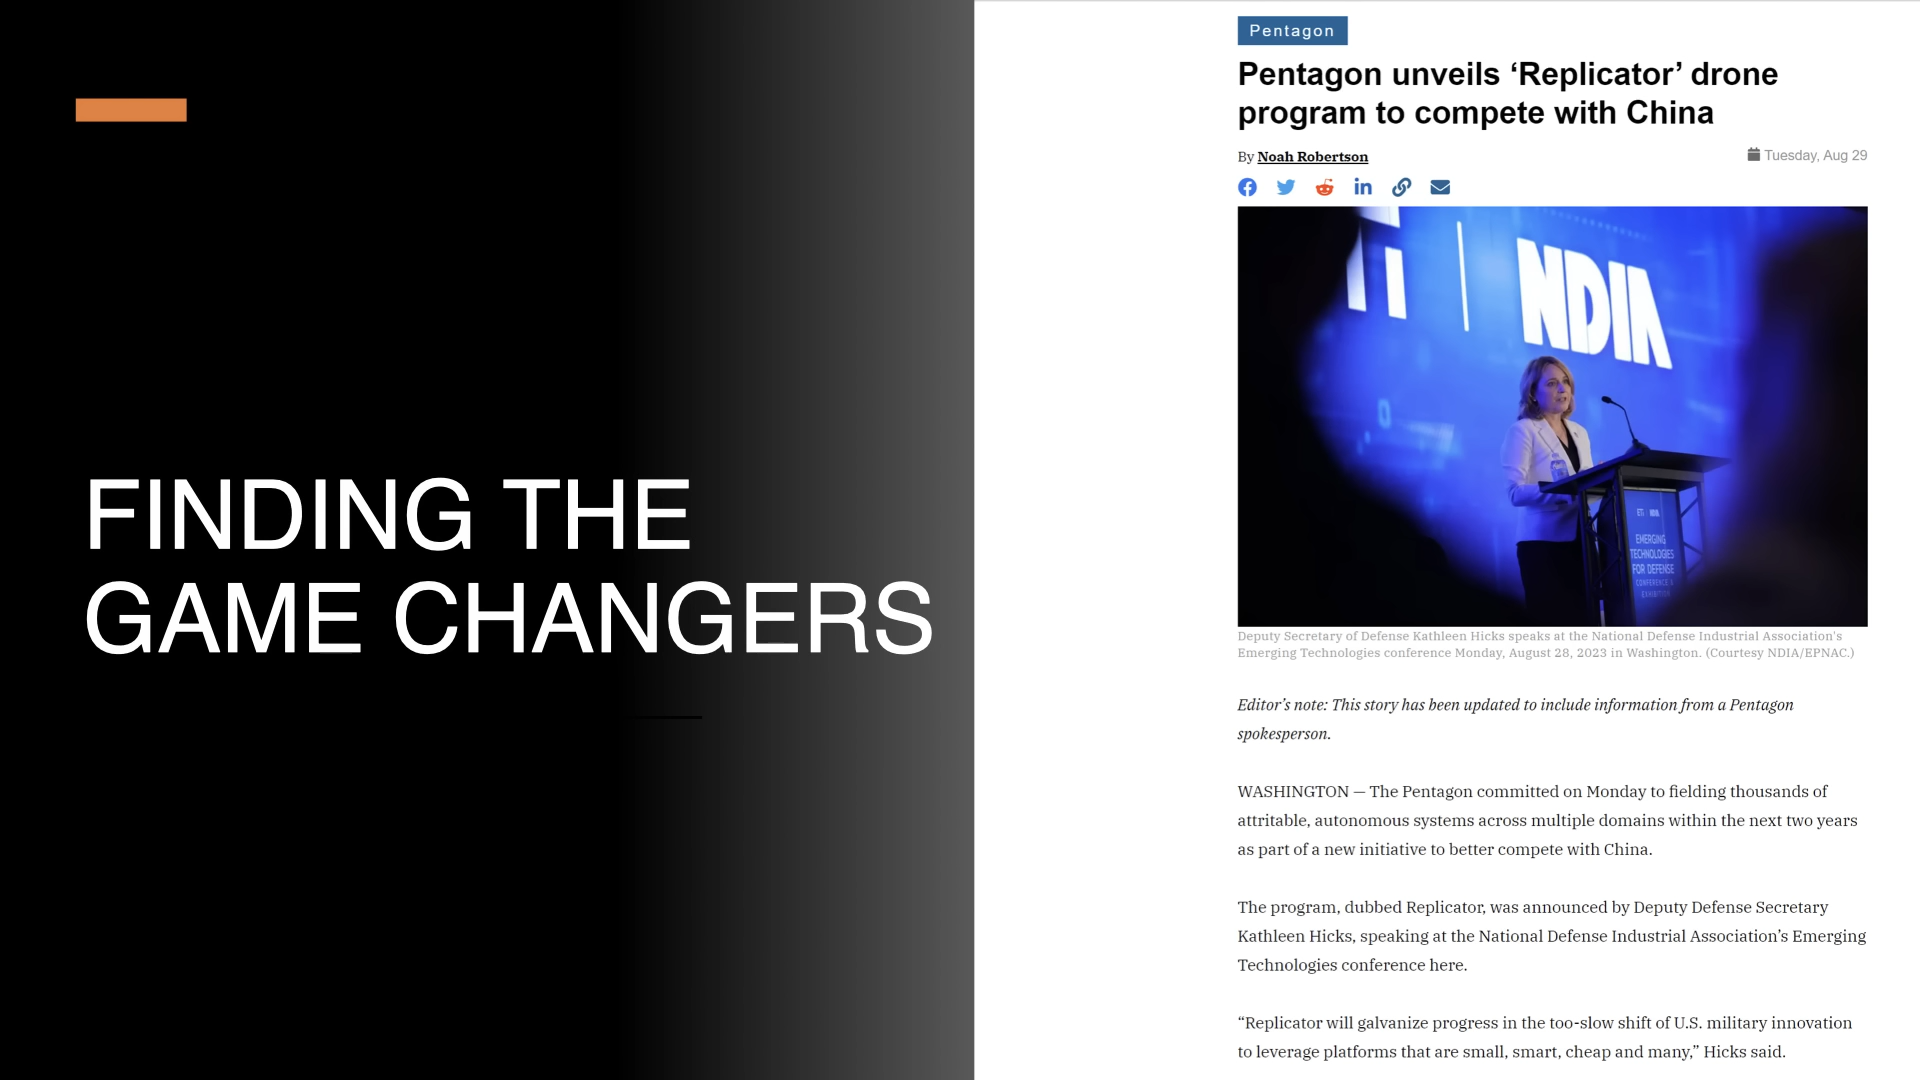 FINDING THE
GAME CHANGERS
Pentagon
Pentagon unveils ‘Replicator’ drone
program to compete with China
By Noah Robertson
Tuesday, Aug 29
NDIA
ETI NDIA
EMERGING
TECHNOLOGIES
FOR DEFENSE
CONFERENCE &
EXHIBITION
Deputy Secretary of Defense Kathleen Hicks speaks at the National Defense Industrial Association's
Emerging Technologies conference Monday, August 28, 2023 in Washington. (Courtesy NDIA/EPNAC.)
Editor’s note: This story has been updated to include information from a Pentagon
spokesperson.
WASHINGTON — The Pentagon committed on Monday to fielding thousands of
attritable, autonomous systems across multiple domains within the next two years
as part of a new initiative to better compete with China.
The program, dubbed Replicator, was announced by Deputy Defense Secretary
Kathleen Hicks, speaking at the National Defense Industrial Association’s Emerging
Technologies conference here.
“Replicator will galvanize progress in the too-slow shift of U.S. military innovation
to leverage platforms that are small, smart, cheap and many,” Hicks said.